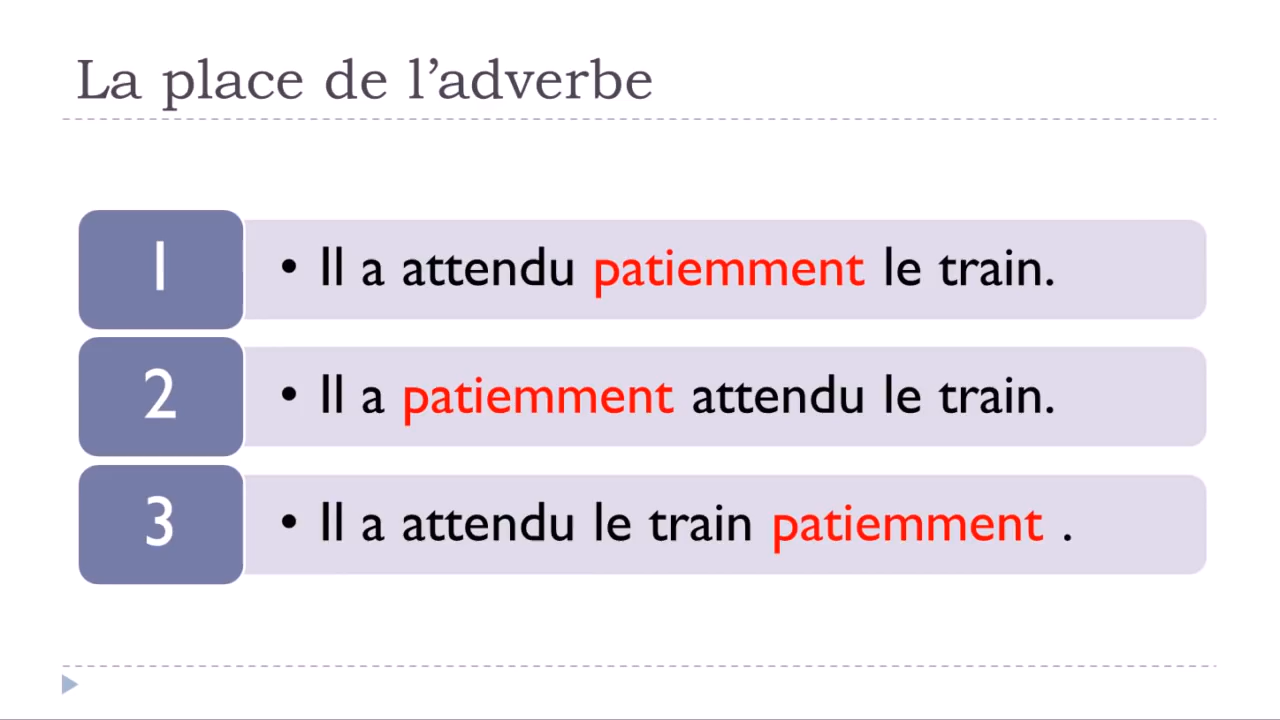 La place de l’adverbe
1
• Il a attendu patiemment le train.
2
• Il a patiemment attendu le train.
3
• Il a attendu le train patiemment .